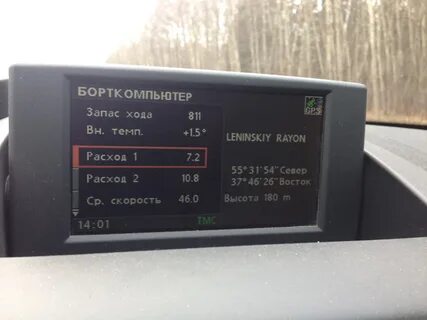 БОРТКОМПЬЮТЕР
Запас хода 811
Вн. темп. +1.5°
Расход 1 7.2
Расход 2 10.8
Ср. скорость 46.0
GPS
LENINSKIY RAYON
55°31'54" Север
37°46'26" Восток
Высота 180 m
14:01 TMC